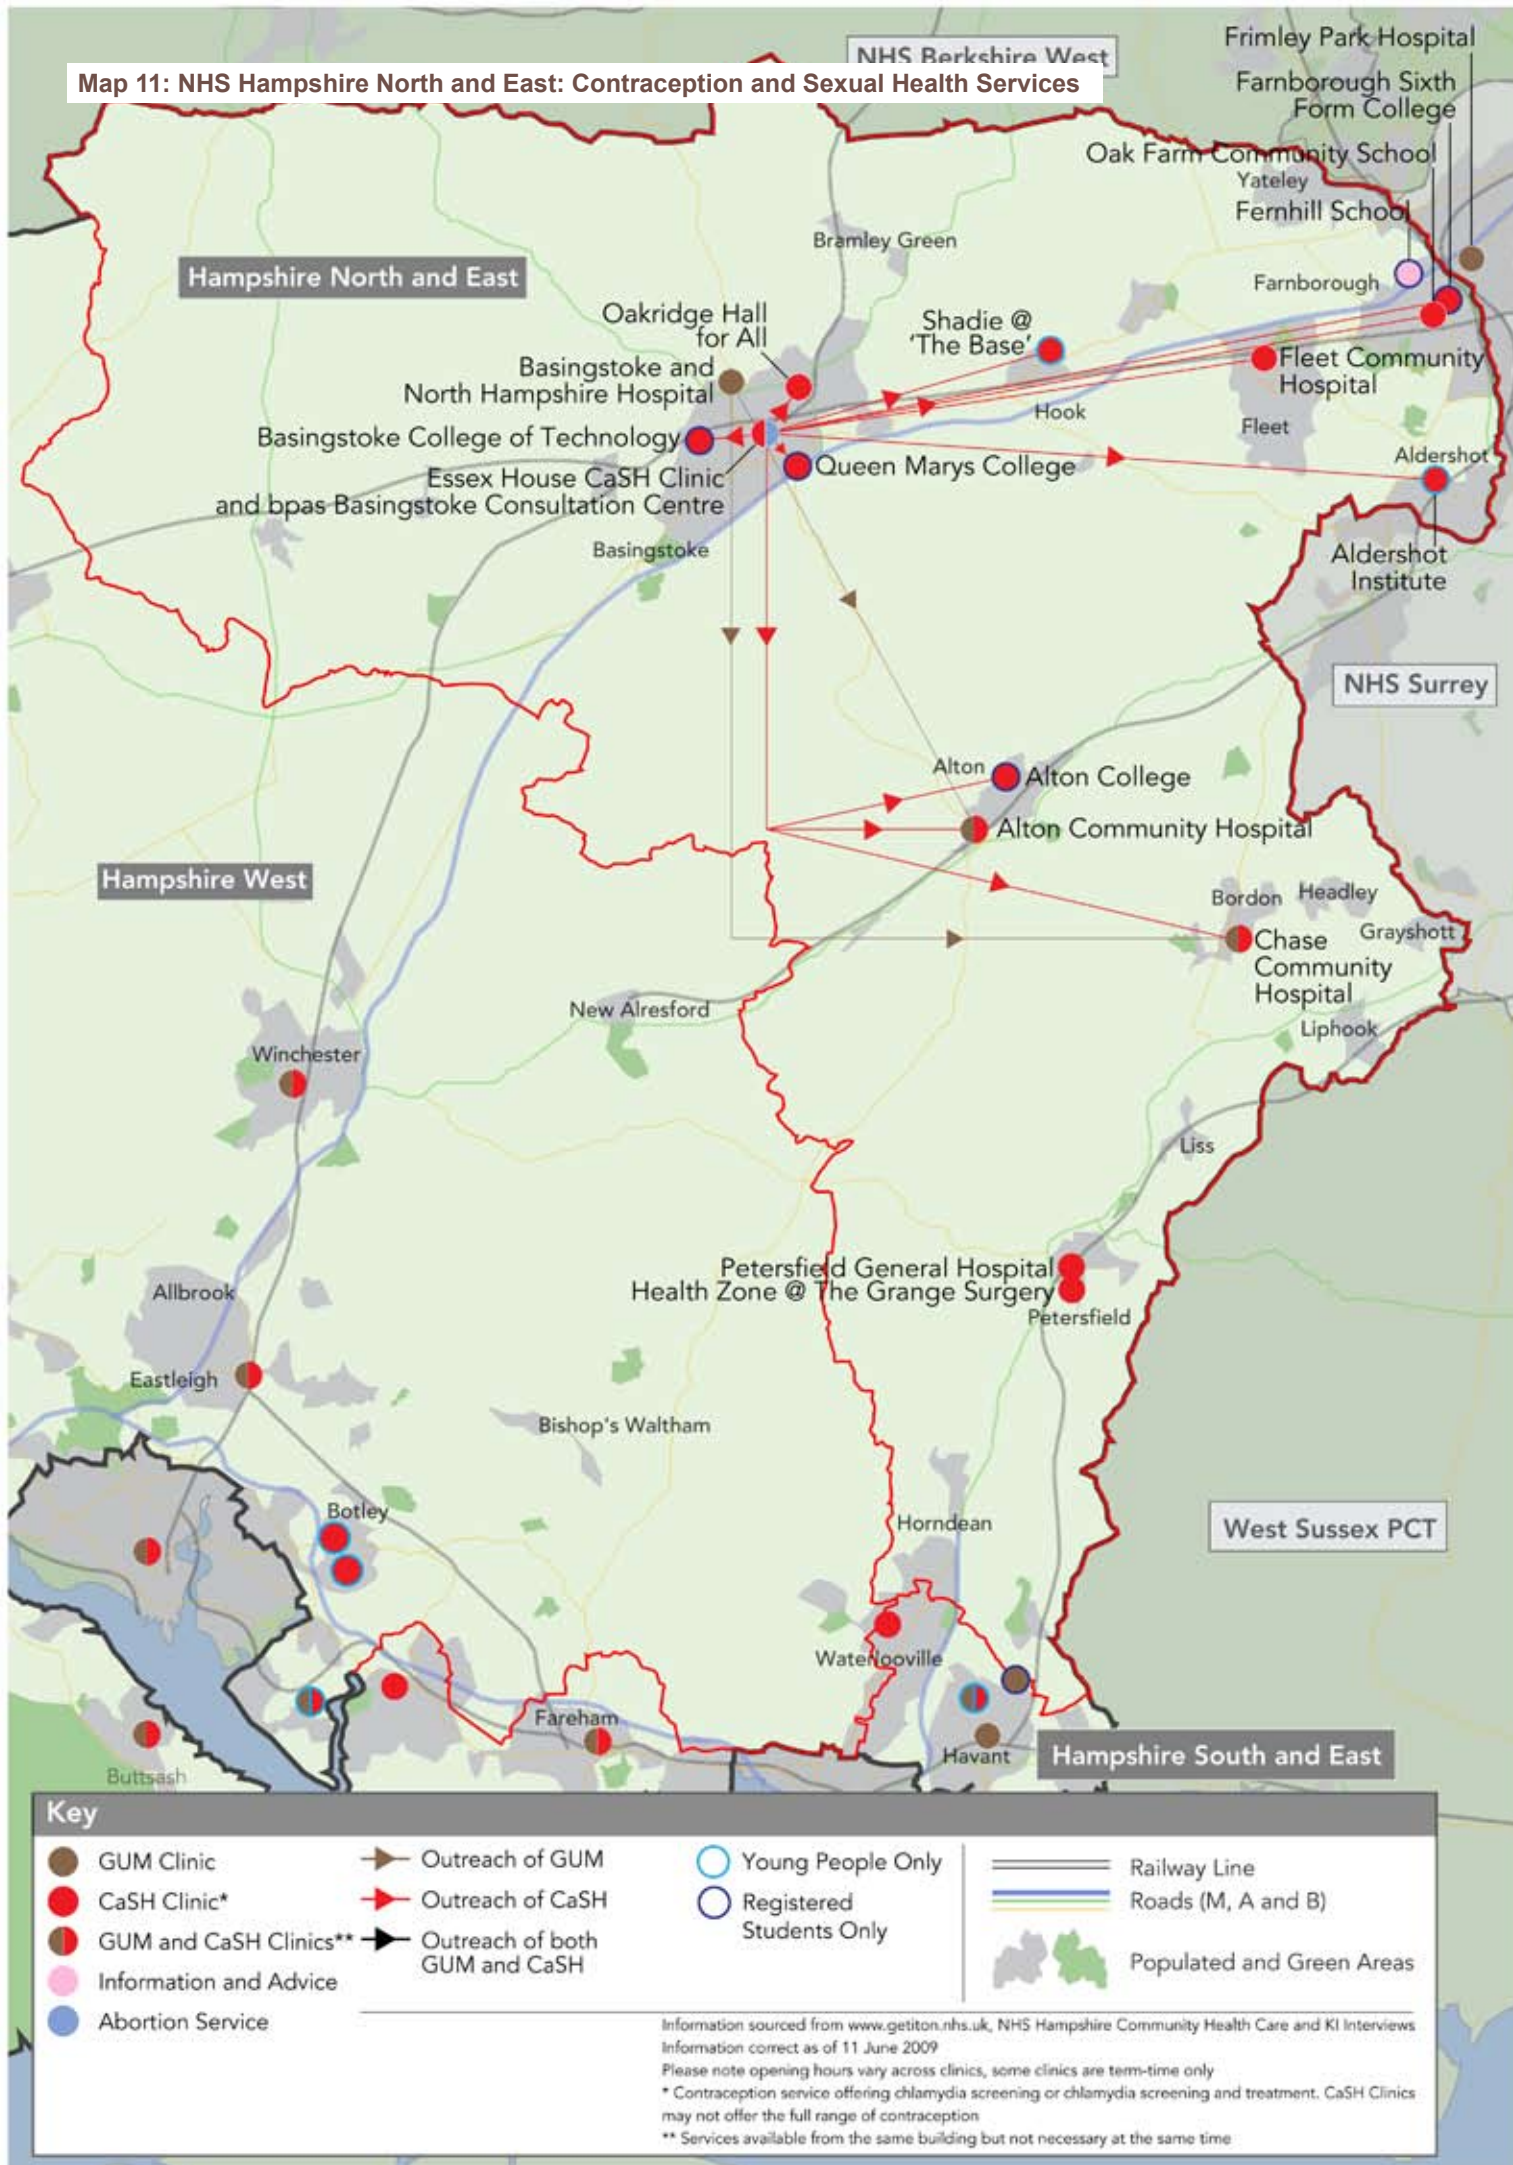 NHS Berkshire West
Map 11: NHS Hampshire North and East: Contraception and Sexual Health Services
Frimley Park Hospital
Farnborough Sixth
Form College
Oak Farm Community School
Yateley
Fernhill School
Bramley Green
Hampshire North and East
Farnborough
Oakridge Hall
for All
Shadie @
'The Base'
Basingstoke and
North Hampshire Hospital
Fleet Community
Hospital
Hook
Fleet
Basingstoke College of Technology
Aldershot
Essex House CaSH Clinic
and bpas Basingstoke Consultation Centre
Queen Marys College
Basingstoke
Aldershot
Institute
NHS Surrey
Alton
Alton College
Alton Community Hospital
Hampshire West
Bordon
Headley
Grayshott
Chase
Community
Hospital
New Alresford
Liphook
Winchester
Liss
Petersfield General Hospital
Health Zone @ The Grange Surgery
Petersfield
Allbrook
Eastleigh
Bishop's Waltham
Botley
Horndean
West Sussex PCT
Waterlooville
Fareham
Havant
Hampshire South and East
Buttsash
Key
GUM Clinic
CaSH Clinic*
GUM and CaSH Clinics**
Information and Advice
Abortion Service
Outreach of GUM
Outreach of CaSH
Outreach of both
GUM and CaSH
Young People Only
Registered
Students Only
Railway Line
Roads (M, A and B)
Populated and Green Areas
Information sourced from www.getiton.nhs.uk, NHS Hampshire Community Health Care and KI Interviews
Information correct as of 11 June 2009
Please note opening hours vary across clinics, some clinics are term-time only
* Contraception service offering chlamydia screening or chlamydia screening and treatment. CaSH Clinics
may not offer the full range of contraception
** Services available from the same building but not necessary at the same time